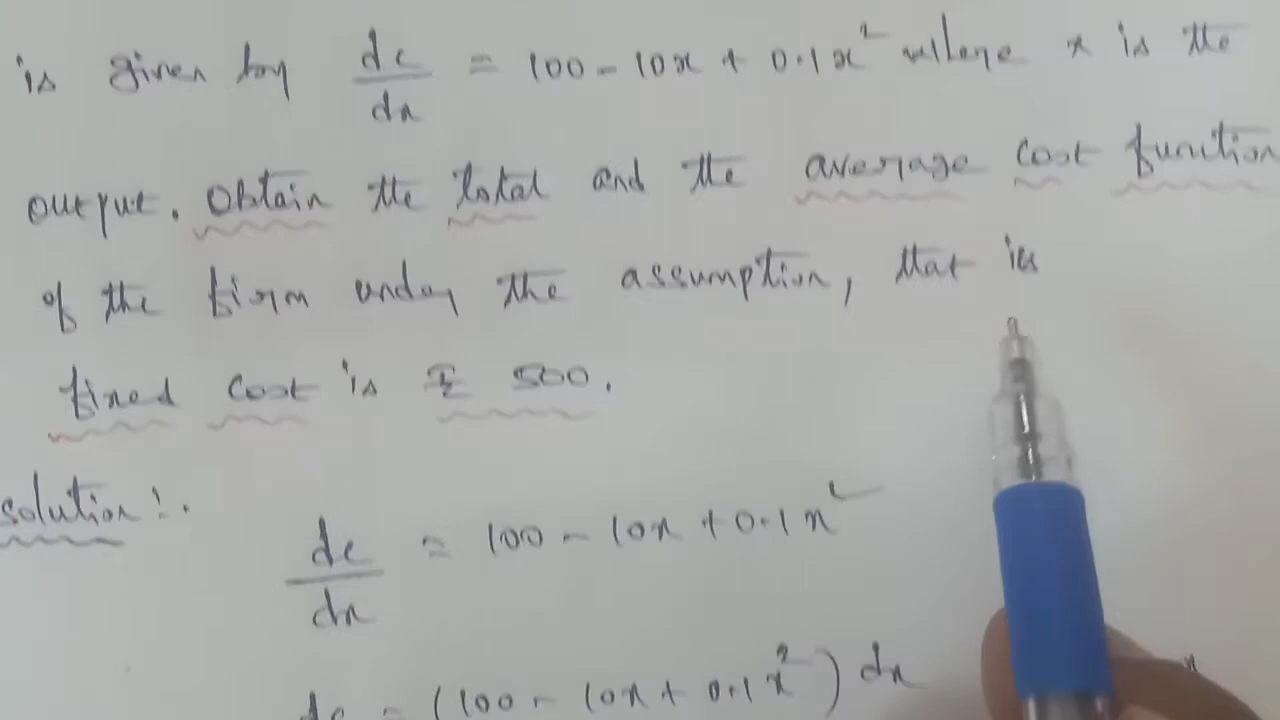 is given by dc/dx = 100 - 10x + 0.1x² where x is the
output. Obtain the total and the average cost function
of the firm under the assumption, that its
fixed cost is ₹ 500.
solution:.
dc/dx = 100 - 10x + 0.1x²
dc = (100 - 10x + 0.1x²) dx